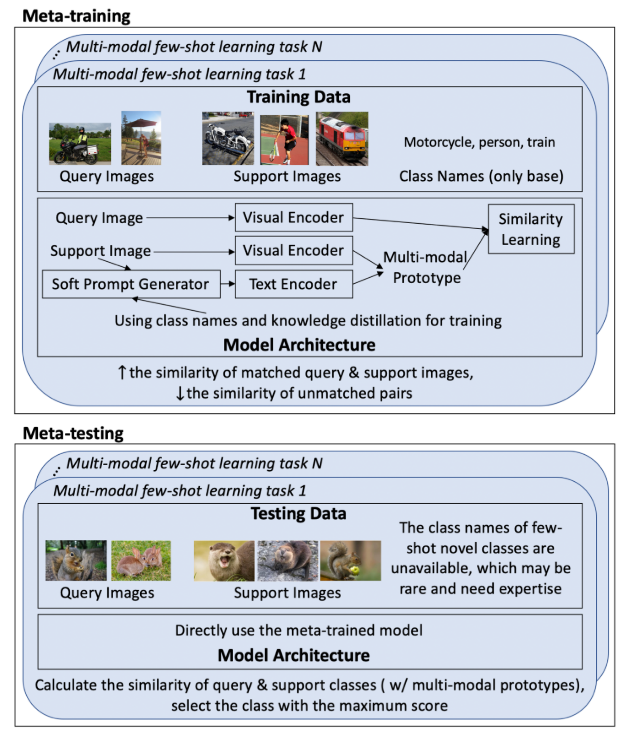 Meta-training
Multi-modal few-shot learning task N
Multi-modal few-shot learning task 1
Training Data
Query Images
Support Images
Motorcycle, person, train
Class Names (only base)
Query Image
Visual Encoder
Similarity
Learning
Support Image
Visual Encoder
Multi-modal
Prototype
Soft Prompt Generator
Text Encoder
Using class names and knowledge distillation for training
Model Architecture
↑the similarity of matched query & support images,
↓the similarity of unmatched pairs
Meta-testing
Multi-modal few-shot learning task N
Multi-modal few-shot learning task 1
Testing Data
Query Images
Support Images
The class names of few-
shot novel classes are
unavailable, which may be
rare and need expertise
Directly use the meta-trained model
Model Architecture
Calculate the similarity of query & support classes ( w/ multi-modal prototypes),
select the class with the maximum score